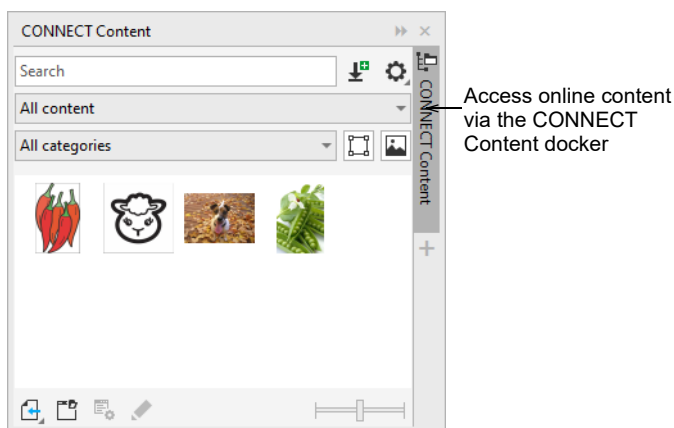 CONNECT Content
Search
All content
All categories
CONNECT Content
Access online content
via the CONNECT
Content docker